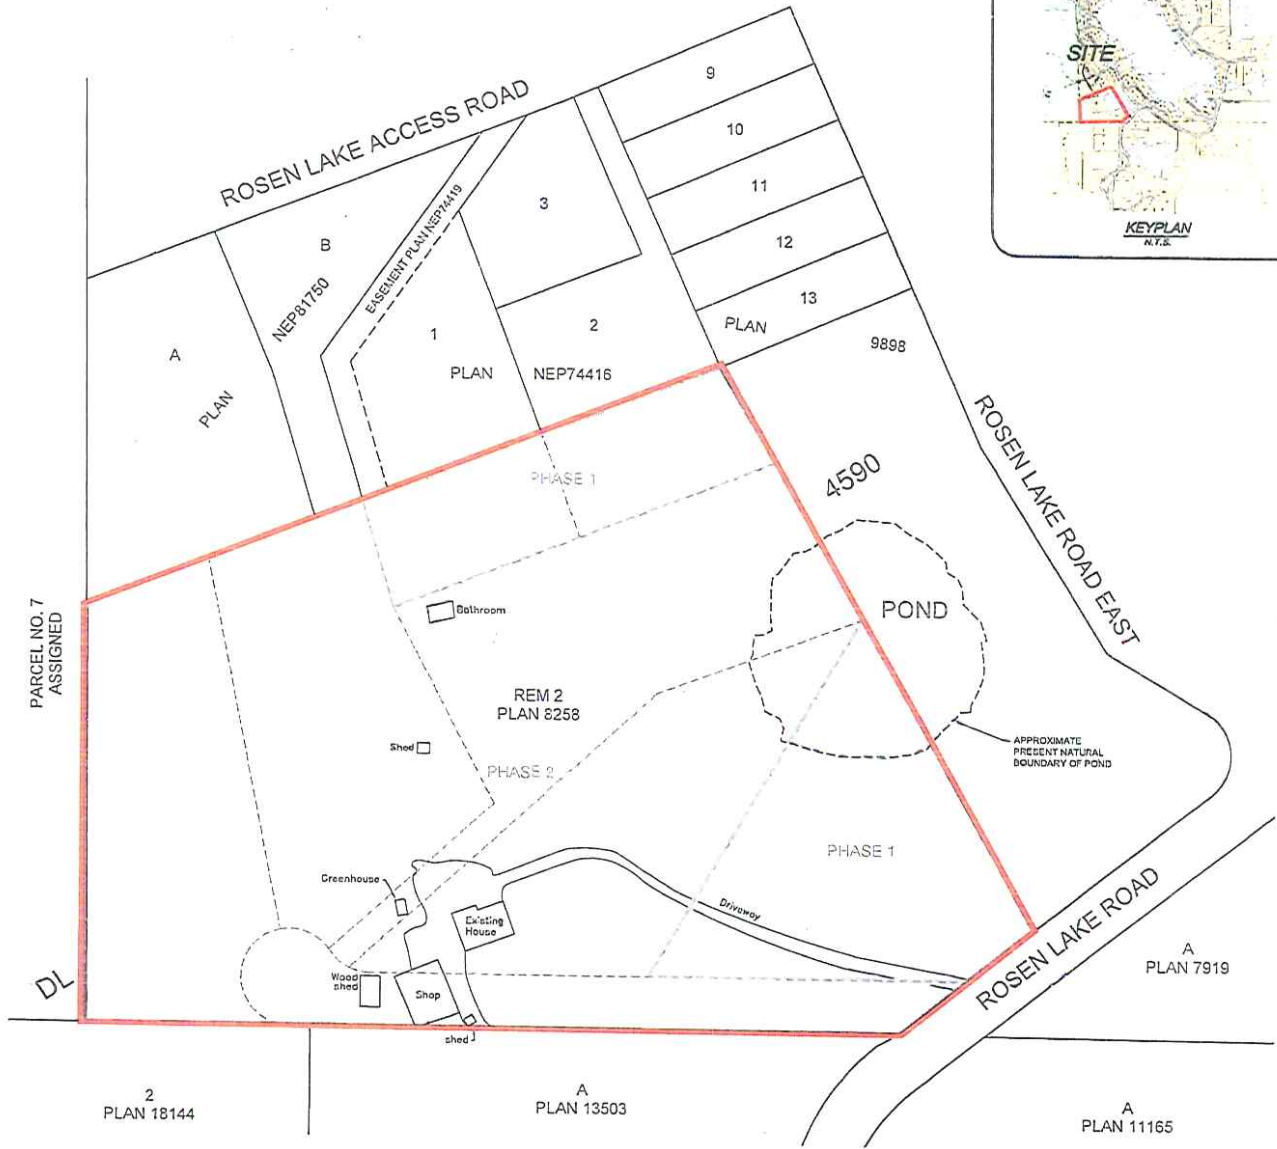 SITE
KEYPLAN
N.T.S.
ROSEN LAKE ACCESS ROAD
9
10
11
12
13
PLAN
9898
3
B
EASEMENT PLAN NEP74419
NEP81750
1
2
A
PLAN
PLAN
NEP74416
ROSEN LAKE ROAD EAST
4590
PHASE 1
PARCEL NO. 7
ASSIGNED
Bathroom
POND
REM 2
PLAN 8258
Shed
APPROXIMATE
PRESENT NATURAL
BOUNDARY OF POND
PHASE 2
PHASE 1
Greenhouse
Existing
House
Driveway
ROSEN LAKE ROAD
A
PLAN 7919
DL
Wood
shed
Shop
shed
2
PLAN 18144
A
PLAN 13503
A
PLAN 11165